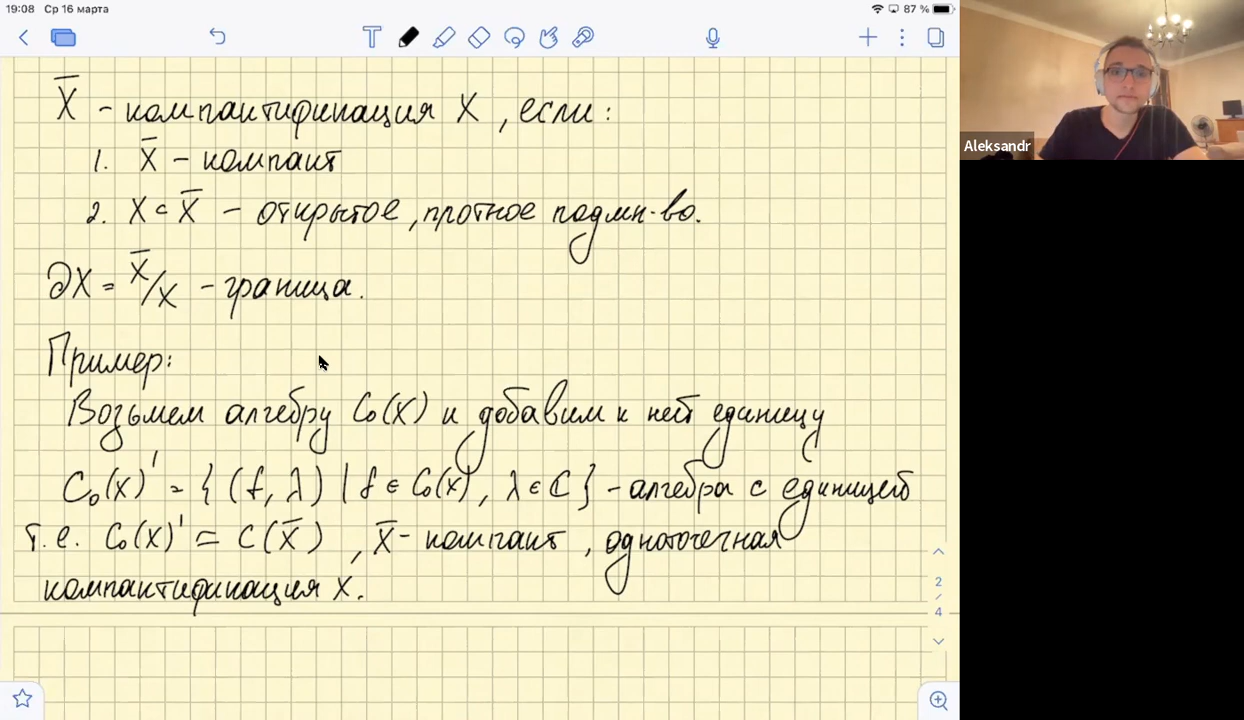 19:08 Ср 16 марта
87 %
X̅ - компактификация X, если:
1. X̅ - компакт
2. X ⊂ X̅ - открытое, плотное подмн-во.
∂X = X̅/X - граница.
Пример:
Возьмем алгебру C₀(X) и добавим к ней единицу
C₀(X)' = { (f, λ) | f ∈ C₀(X), λ ∈ C } - алгебра с единицей
т.е. C₀(X)' = C(X̅), X̅ - компакт, одноточечная
компактификация X.
2
/
4
Aleksandr